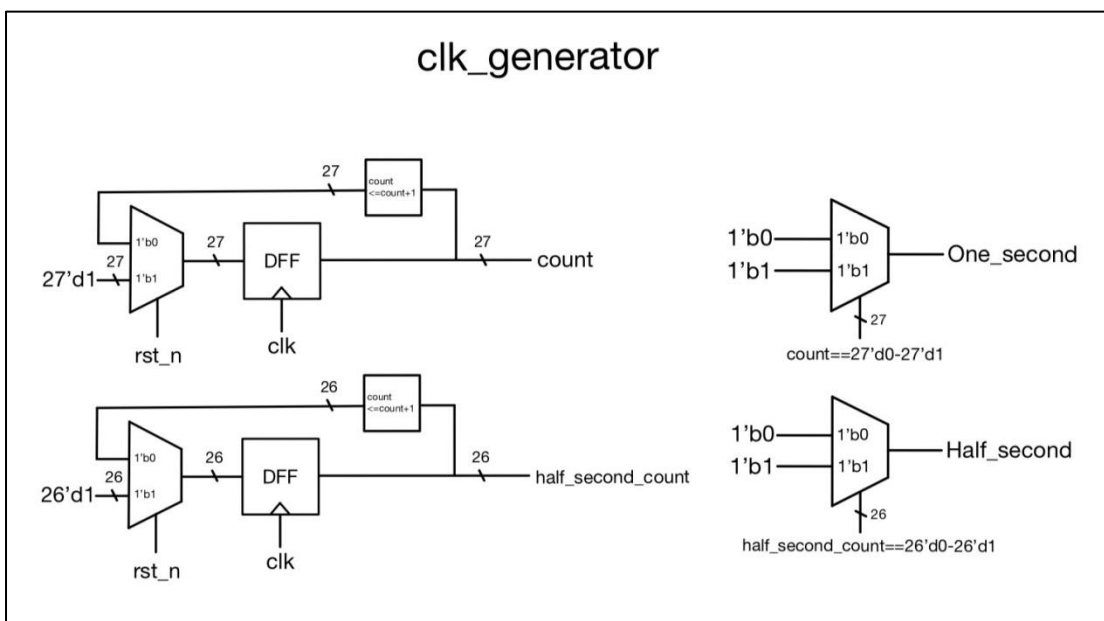 clk_generator
27
count
<=count+1
1'b0
27
27'd1
27
1'b1
DFF
27
count
rst_n
clk
1'b0
1'b0
One_second
1'b1
1'b1
27
count==27'd0-27'd1
26
count
<=count+1
1'b0
26
26'd1
26
1'b1
DFF
26
half_second_count
rst_n
clk
1'b0
1'b0
Half_second
1'b1
1'b1
26
half_second_count==26'd0-26'd1